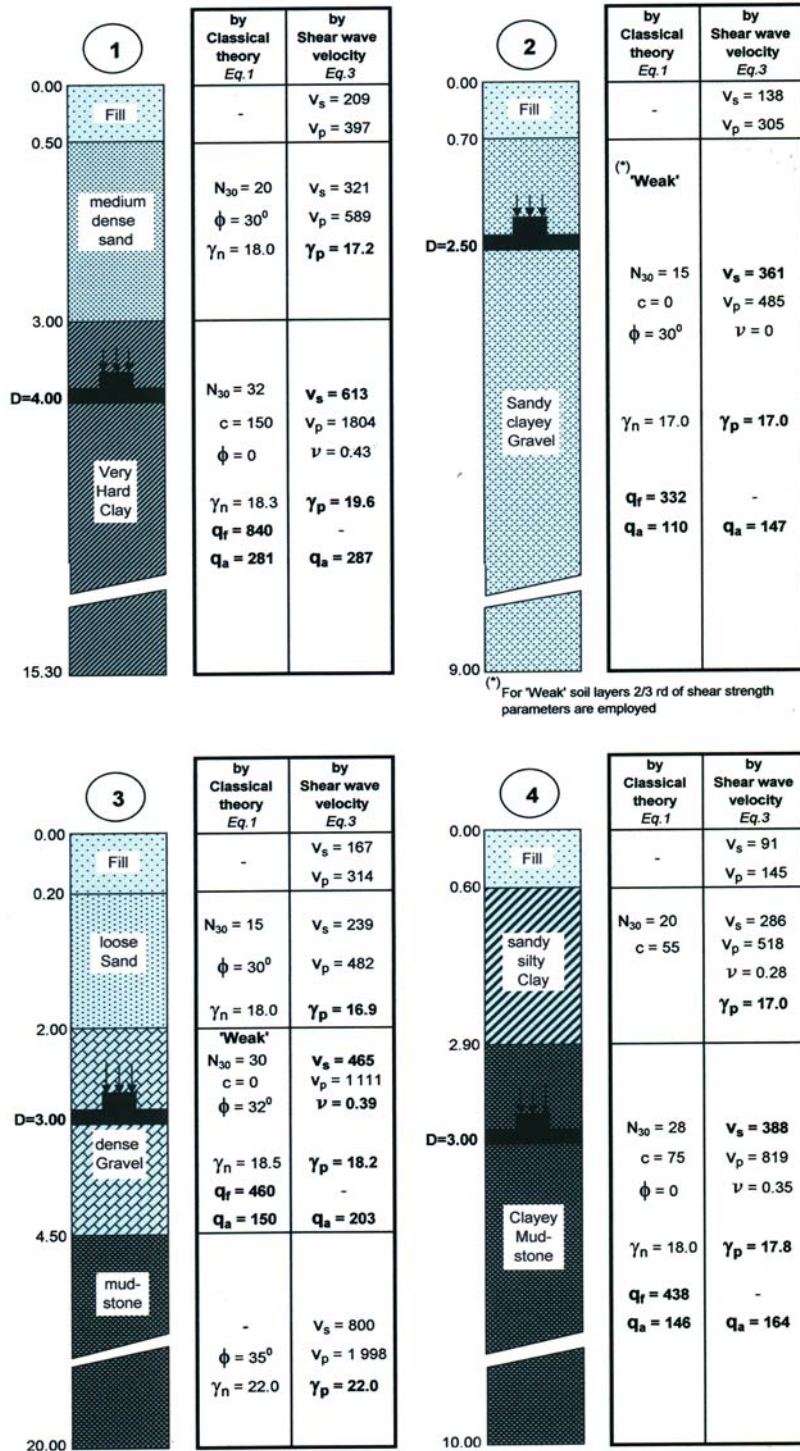 1
by
Classical
theory
Eq.1
by
Shear wave
velocity
Eq.3
0.00
Fill
-
Vs = 209
Vp = 397
0.50
medium
dense
sand
N30 = 20
ϕ = 30⁰
γn = 18.0
Vs = 321
Vp = 589
γp = 17.2
3.00
D=4.00
Very
Hard
Clay
N30 = 32
c = 150
ϕ = 0
γn = 18.3
qf = 840
qa = 281
Vs = 613
Vp = 1804
ν = 0.43
γp = 19.6
-
qa = 287
15.30
2
by
Classical
theory
Eq.1
by
Shear wave
velocity
Eq.3
0.00
Fill
-
Vs = 138
Vp = 305
0.70
D=2.50
Sandy
clayey
Gravel
(*) 'Weak'
N30 = 15
c = 0
ϕ = 30⁰
γn = 17.0
qf = 332
qa = 110
Vs = 361
Vp = 485
ν = 0
γp = 17.0
-
qa = 147
9.00
(*) For 'Weak' soil layers 2/3 rd of shear strength
parameters are employed
3
by
Classical
theory
Eq.1
by
Shear wave
velocity
Eq.3
0.00
Fill
-
Vs = 167
Vp = 314
0.20
loose
Sand
N30 = 15
ϕ = 30⁰
γn = 18.0
Vs = 239
Vp = 482
γp = 16.9
2.00
D=3.00
dense
Gravel
'Weak'
N30 = 30
c = 0
ϕ = 32⁰
γn = 18.5
qf = 460
qa = 150
Vs = 465
Vp = 1 111
ν = 0.39
γp = 18.2
-
qa = 203
4.50
mud-
stone
-
ϕ = 35⁰
γn = 22.0
Vs = 800
Vp = 1 998
γp = 22.0
20.00
4
by
Classical
theory
Eq.1
by
Shear wave
velocity
Eq.3
0.00
Fill
-
Vs = 91
Vp = 145
0.60
sandy
silty
Clay
N30 = 20
c = 55
Vs = 286
Vp = 518
ν = 0.28
γp = 17.0
2.90
D=3.00
Clayey
Mud-
stone
N30 = 28
c = 75
ϕ = 0
γn = 18.0
qf = 438
qa = 146
Vs = 388
Vp = 819
ν = 0.35
γp = 17.8
-
qa = 164
10.00